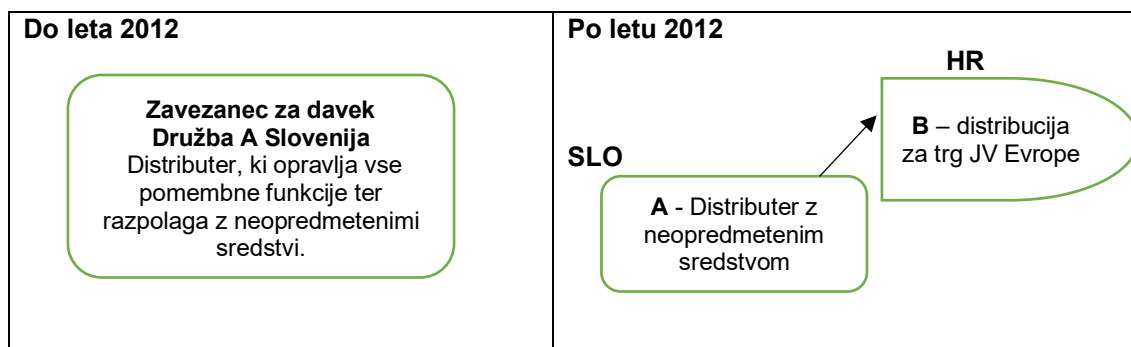 Do leta 2012
Zavezanec za davek
Družba A Slovenija
Distributer, ki opravlja vse
pomembne funkcije ter
razpolaga z neopredmetenimi
sredstvi.
Po letu 2012
HR
B – distribucija
za trg JV Evrope
SLO
A - Distributer z
neopredmetenim
sredstvom